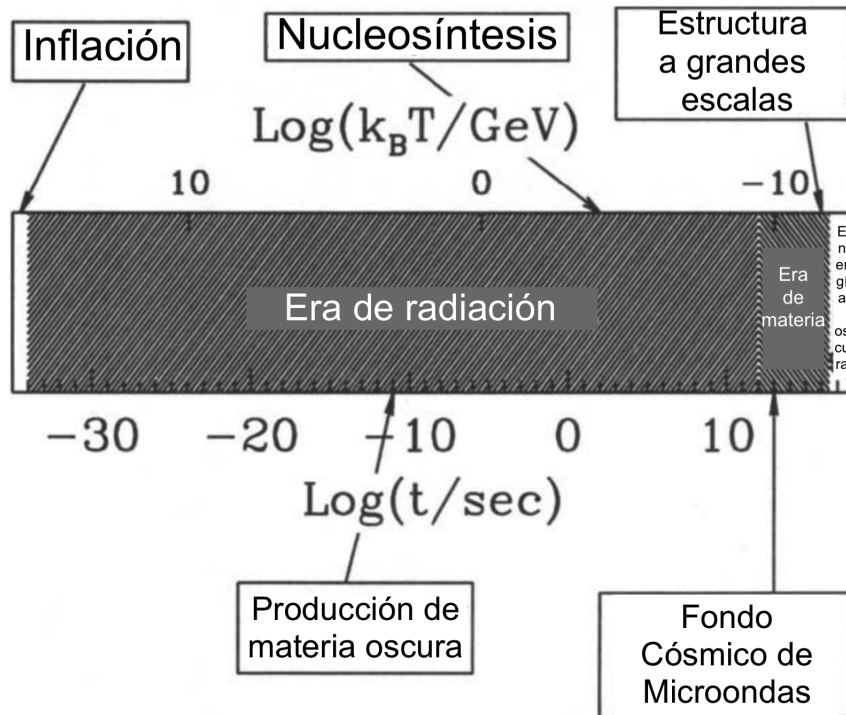 Inflación
Nucleosíntesis
Estructura
a grandes
escalas
Log(k_BT/GeV)
10
0
−10
Era de radiación
Era
de
materia
−30
−20
−10
0
10
Log(t/sec)
Producción de
materia oscura
Fondo
Cósmico de
Microondas